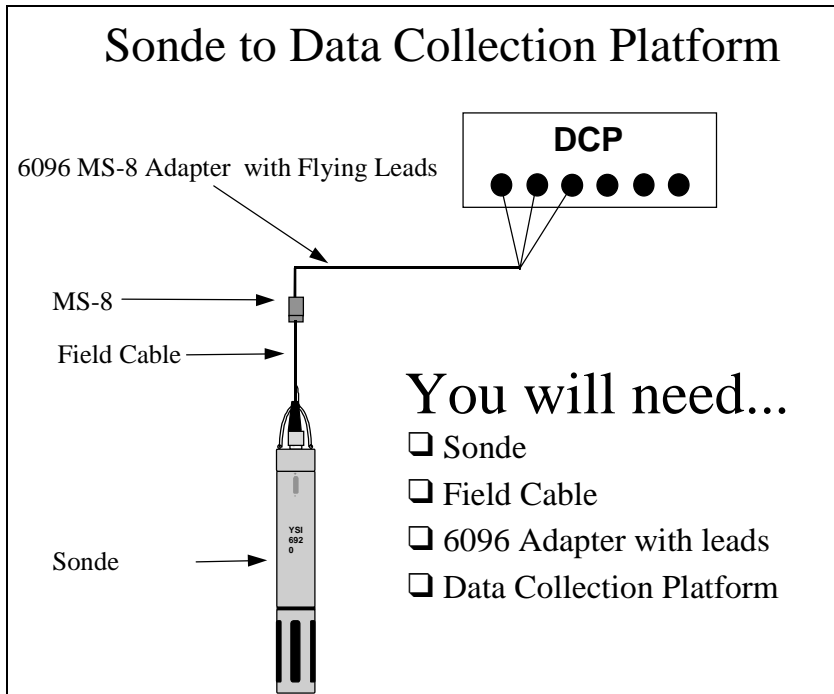 Sonde to Data Collection Platform
DCP
6096 MS-8 Adapter with Flying Leads
MS-8
Field Cable
You will need...
❑ Sonde
❑ Field Cable
❑ 6096 Adapter with leads
❑ Data Collection Platform
YSI
692
0
Sonde